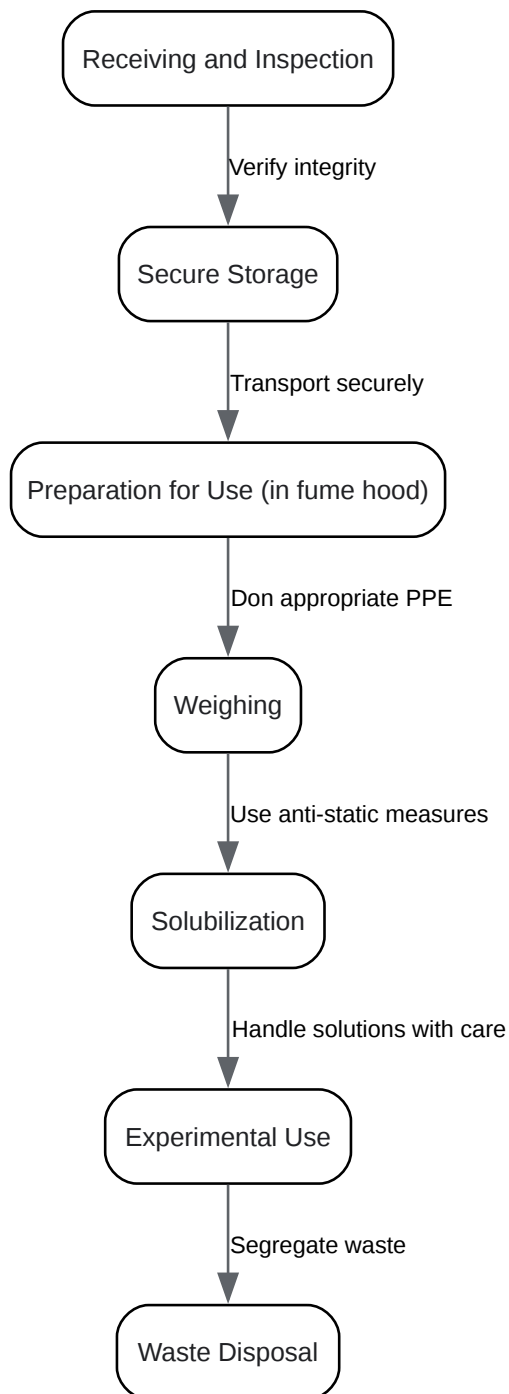 Receiving and Inspection
Verify integrity
Secure Storage
Transport securely
Preparation for Use (in fume hood)
Don appropriate PPE
Weighing
Use anti-static measures
Solubilization
Handle solutions with care
Experimental Use
Segregate waste
Waste Disposal